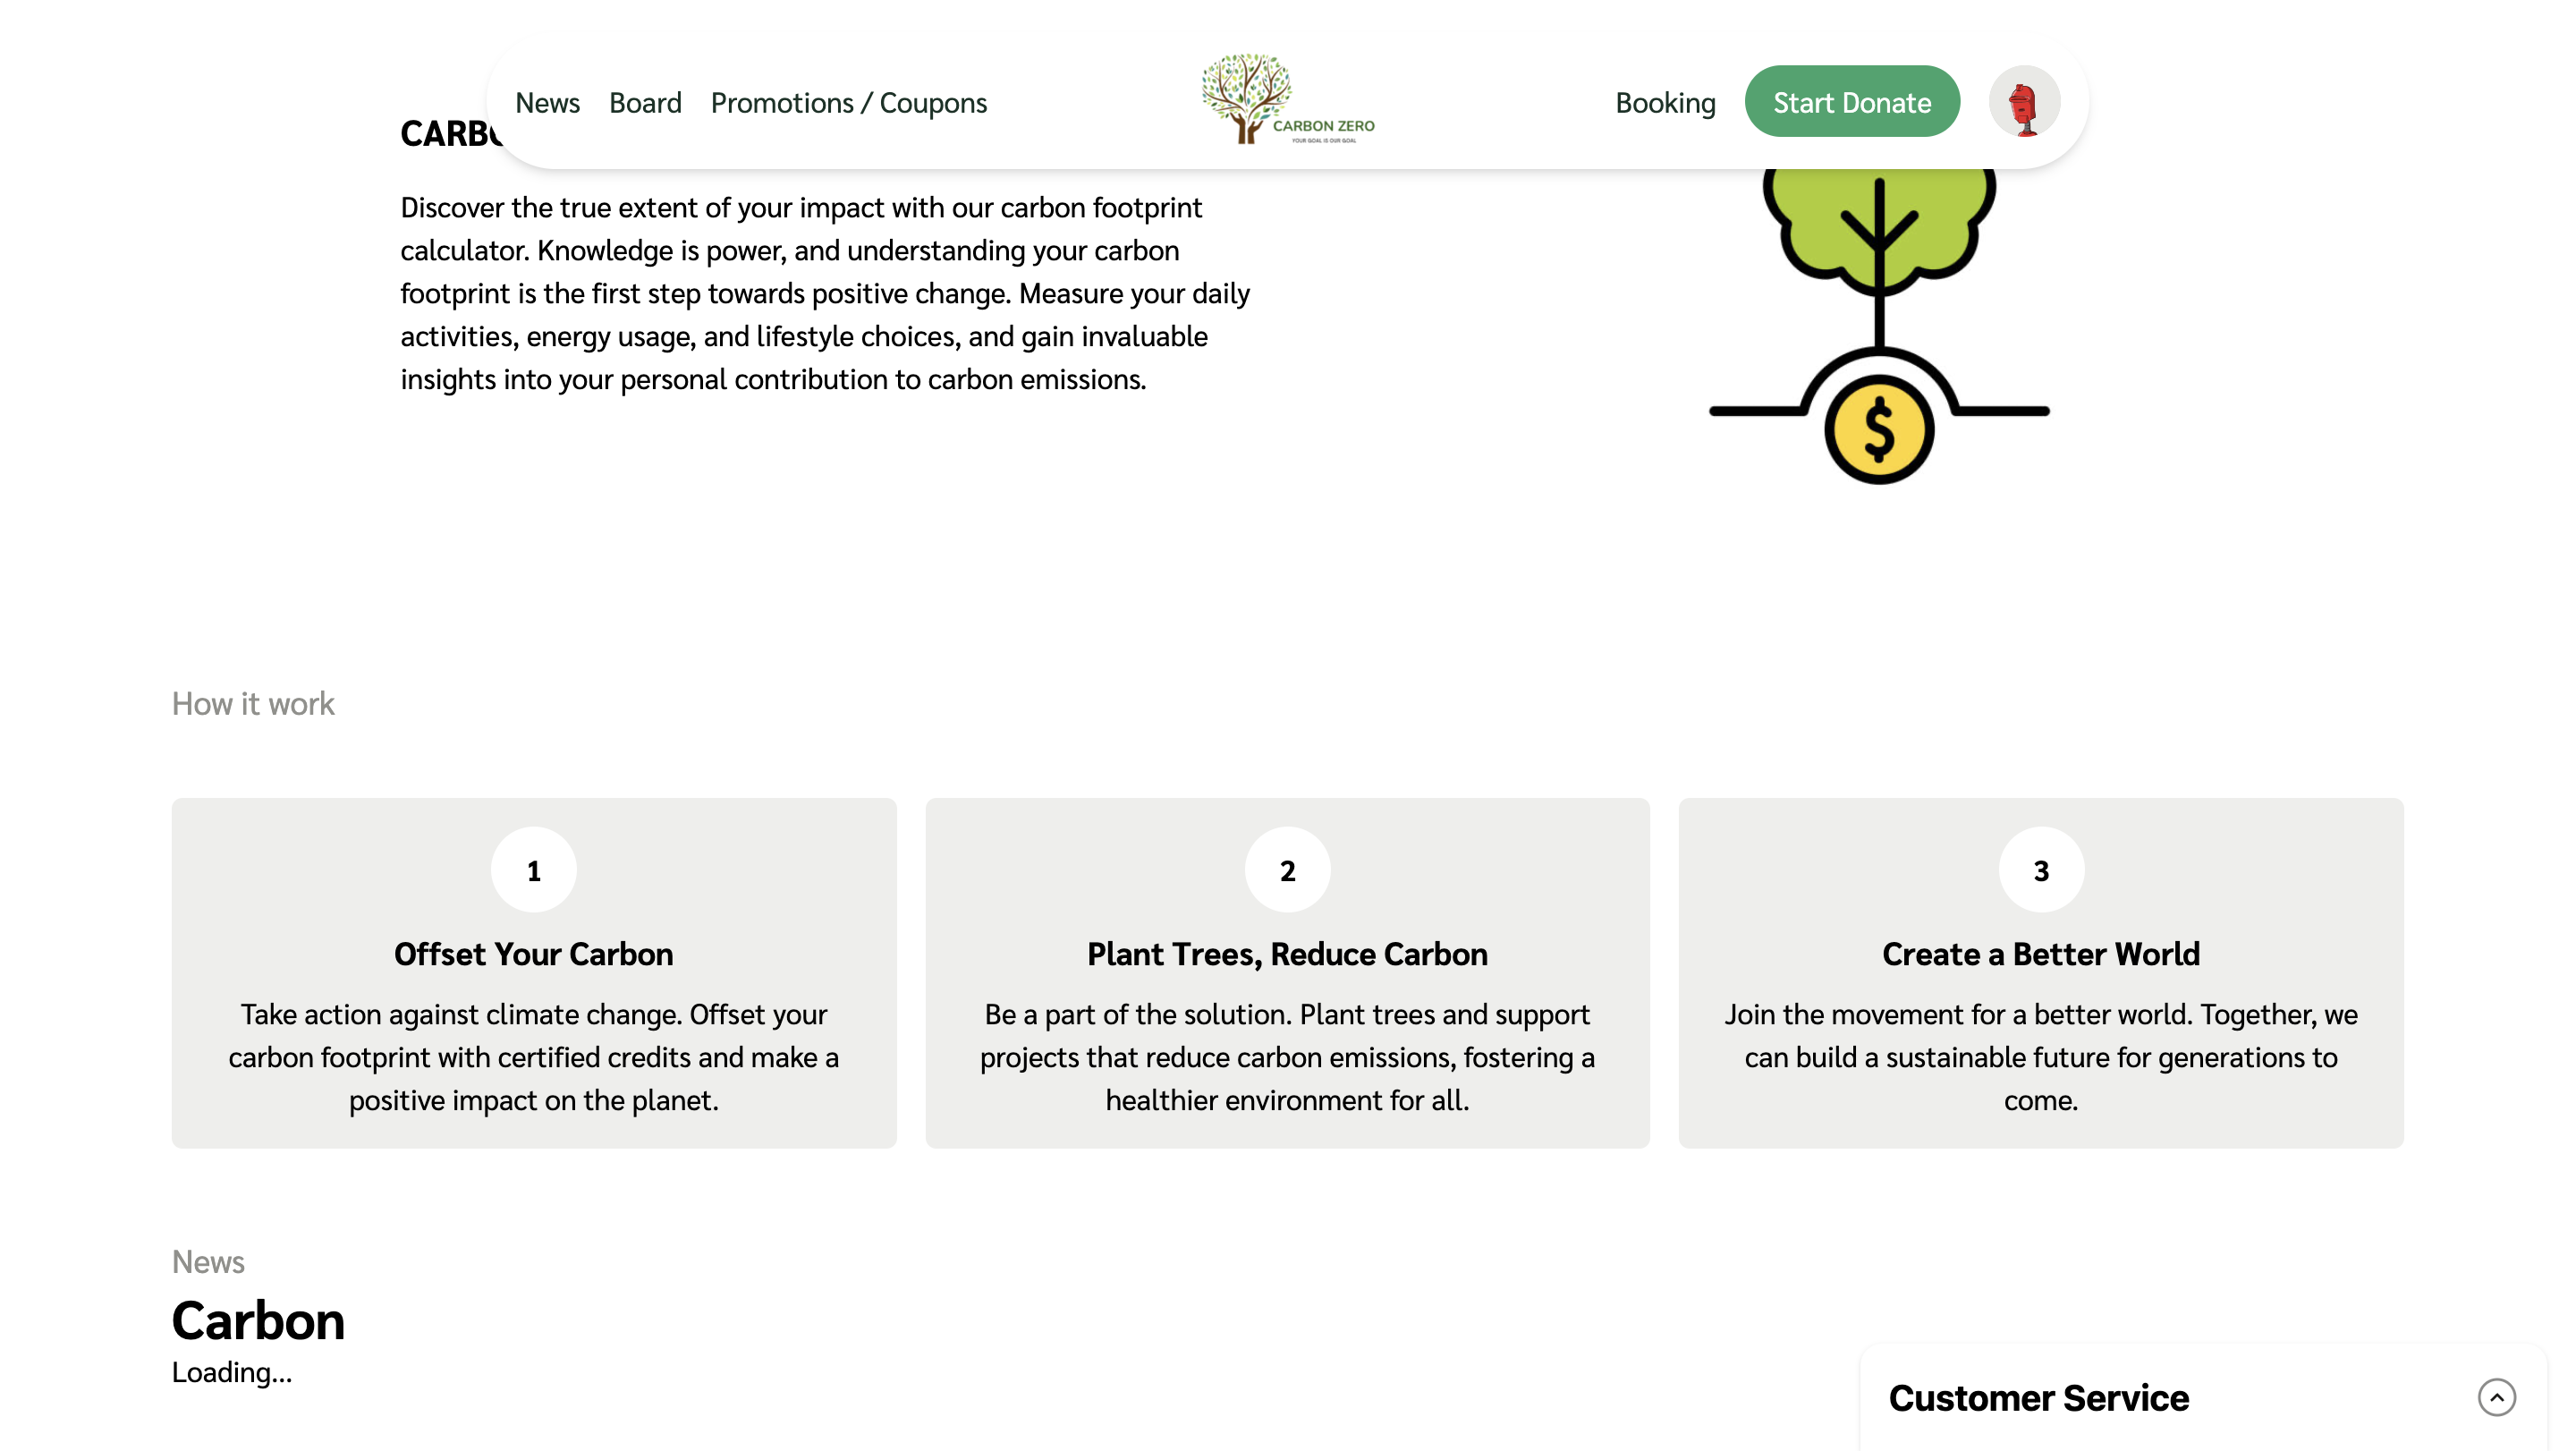 News Board Promotions / Coupons
CARBON ZERO
YOUR GOAL IS OUR GOAL
Booking Start Donate
Discover the true extent of your impact with our carbon footprint
calculator. Knowledge is power, and understanding your carbon
footprint is the first step towards positive change. Measure your daily
activities, energy usage, and lifestyle choices, and gain invaluable
insights into your personal contribution to carbon emissions.
$
How it work
1
Offset Your Carbon
Take action against climate change. Offset your
carbon footprint with certified credits and make a
positive impact on the planet.
2
Plant Trees, Reduce Carbon
Be a part of the solution. Plant trees and support
projects that reduce carbon emissions, fostering a
healthier environment for all.
3
Create a Better World
Join the movement for a better world. Together, we
can build a sustainable future for generations to
come.
News
Carbon
Loading...
Customer Service